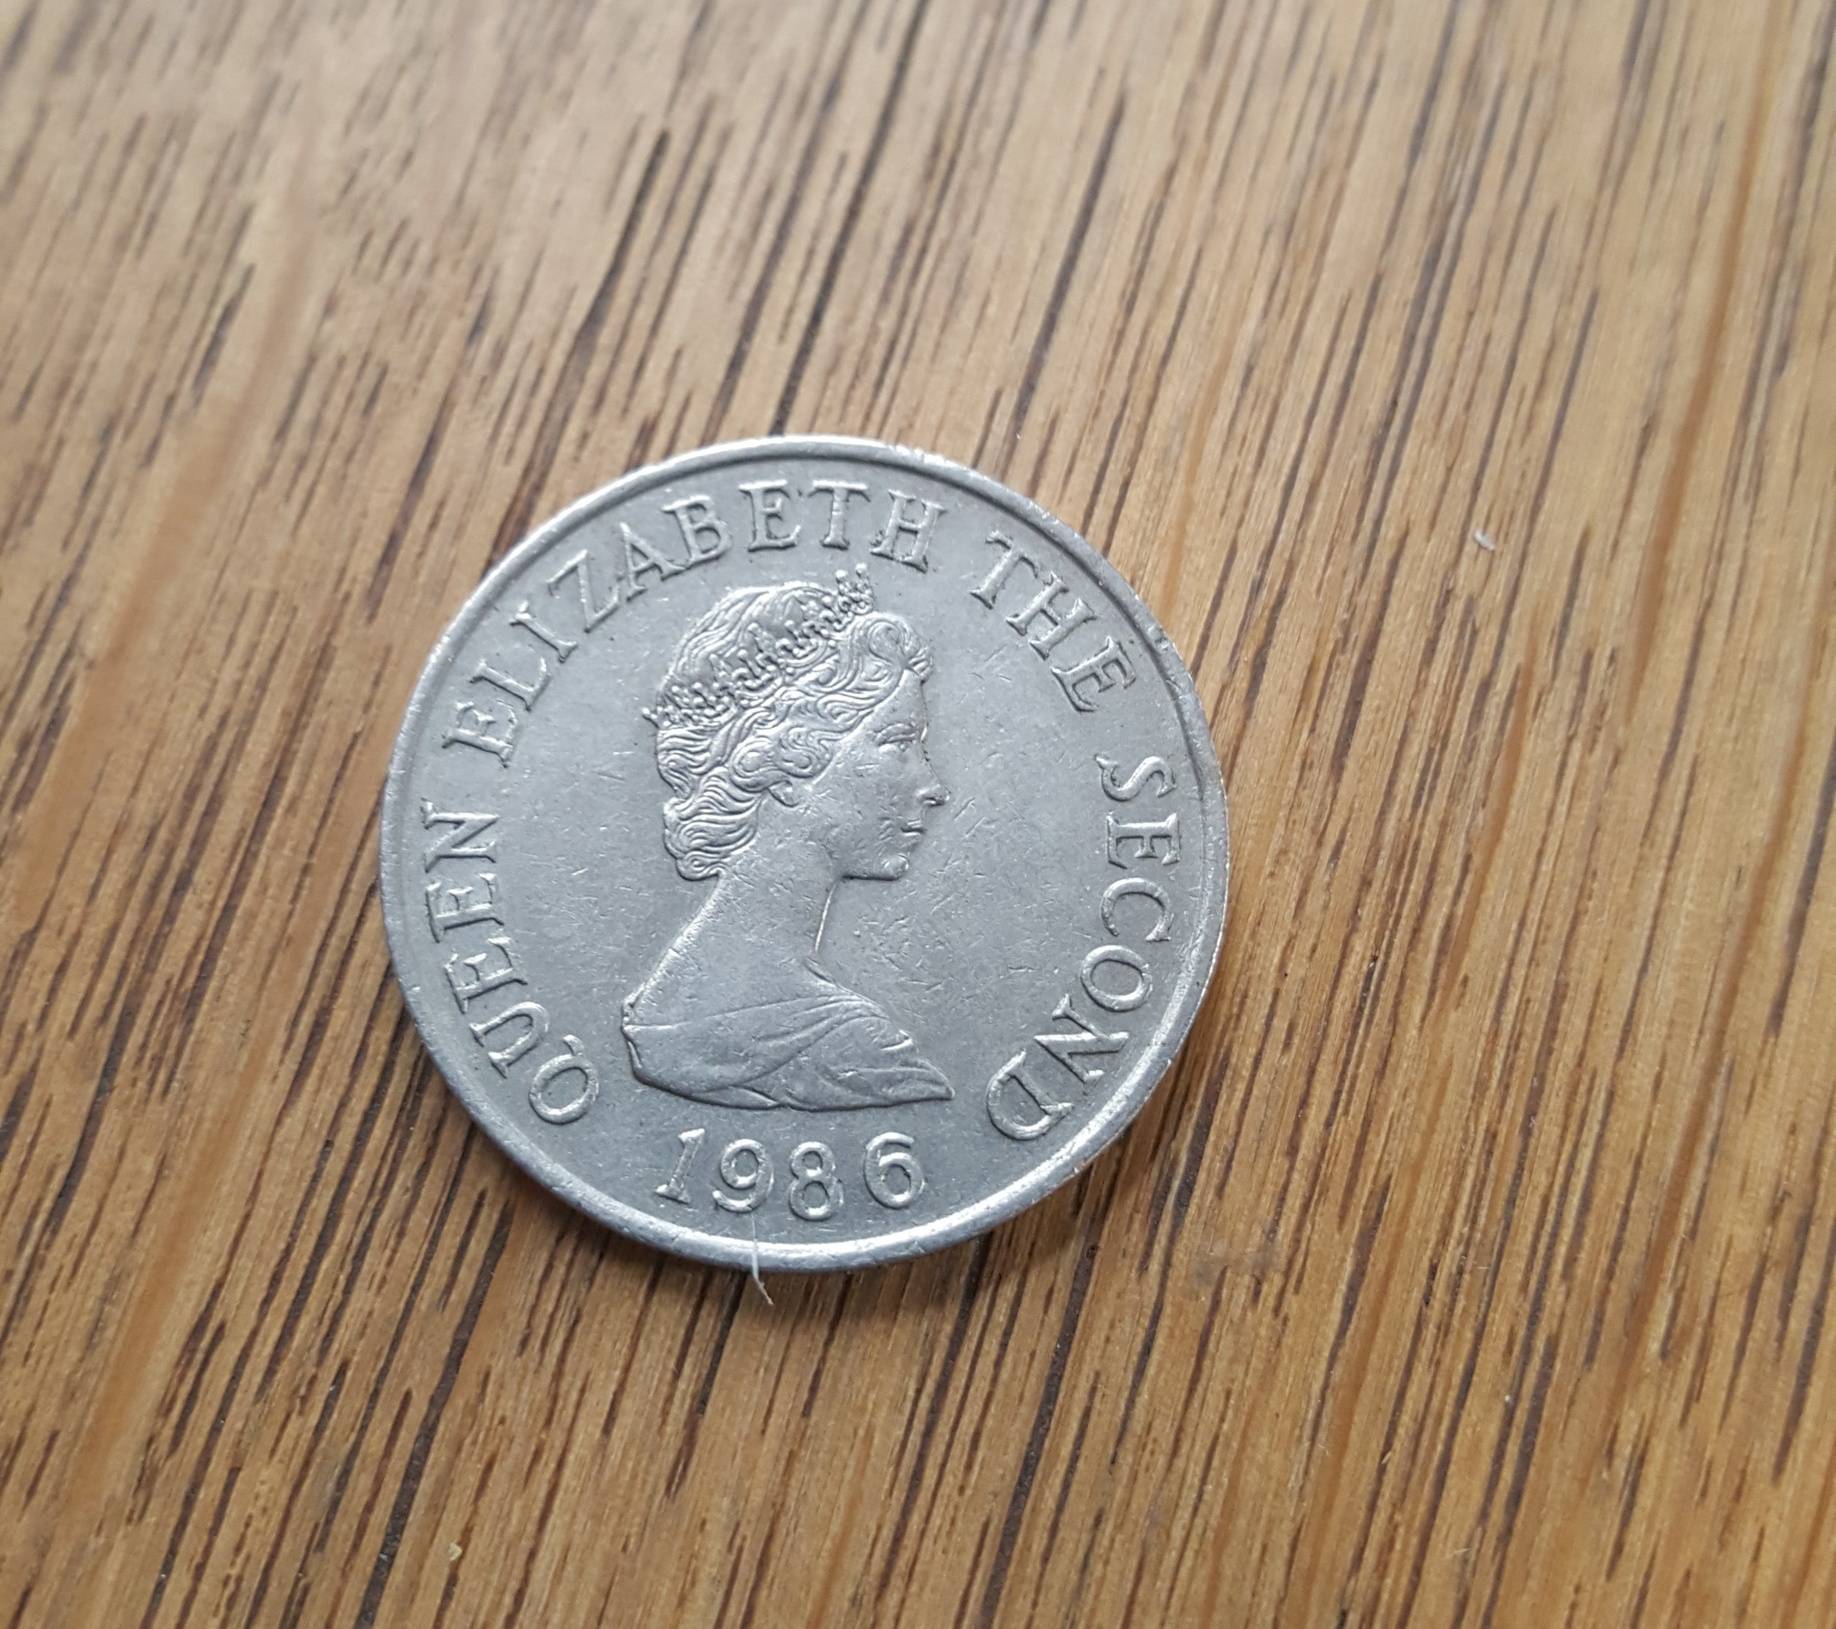 QUEEN ELIZABETH THE SECOND
1986